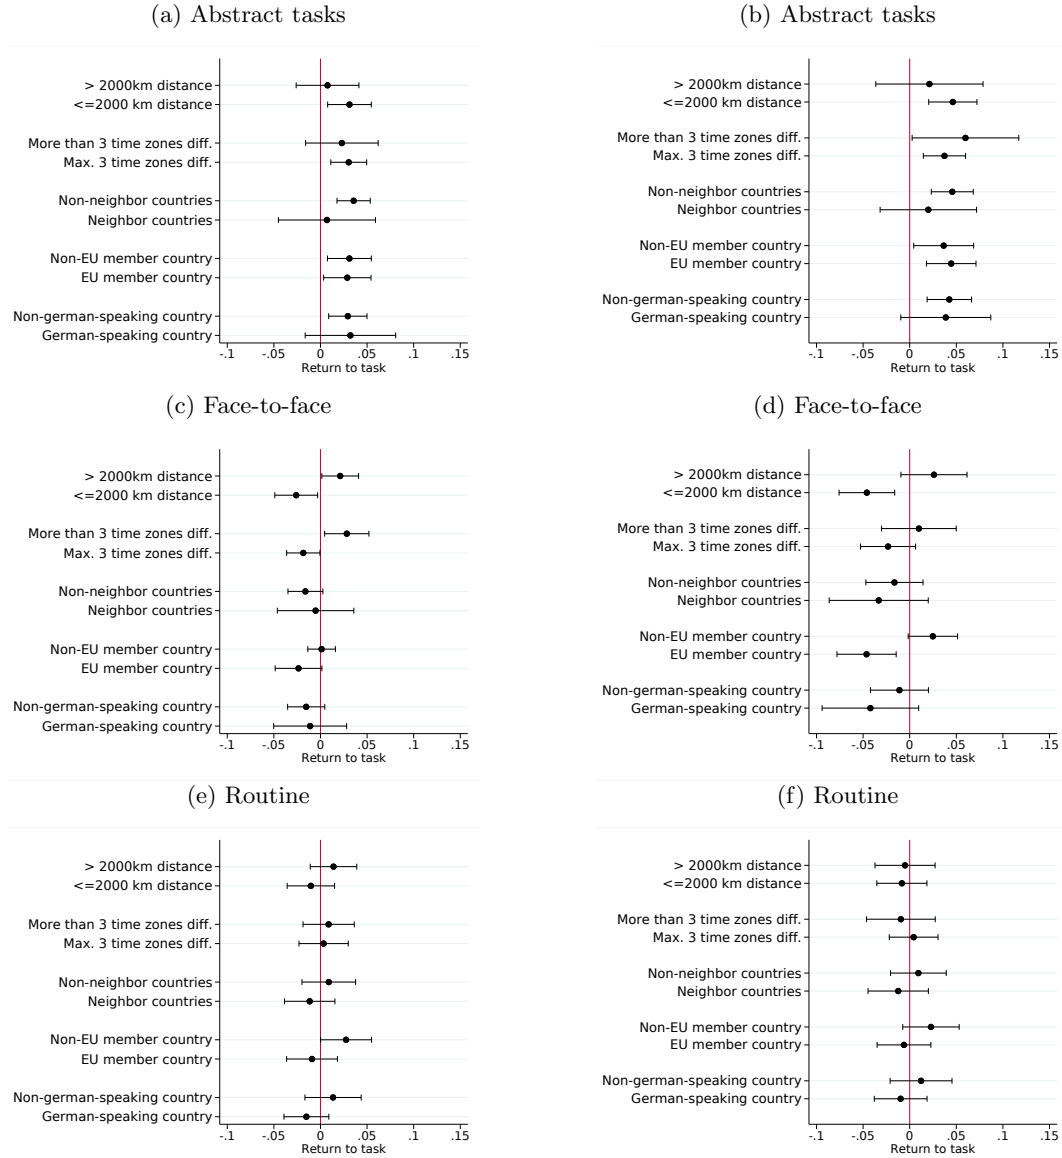 (a) Abstract tasks
> 2000km distance
<=2000 km distance
More than 3 time zones diff.
Max. 3 time zones diff.
Non-neighbor countries
Neighbor countries
Non-EU member country
EU member country
Non-german-speaking country
German-speaking country
-.1 -.05 0 .05 .1 .15
Return to task
(b) Abstract tasks
> 2000km distance
<=2000 km distance
More than 3 time zones diff.
Max. 3 time zones diff.
Non-neighbor countries
Neighbor countries
Non-EU member country
EU member country
Non-german-speaking country
German-speaking country
-.1 -.05 0 .05 .1 .15
Return to task
(c) Face-to-face
> 2000km distance
<=2000 km distance
More than 3 time zones diff.
Max. 3 time zones diff.
Non-neighbor countries
Neighbor countries
Non-EU member country
EU member country
Non-german-speaking country
German-speaking country
-.1 -.05 0 .05 .1 .15
Return to task
(d) Face-to-face
> 2000km distance
<=2000 km distance
More than 3 time zones diff.
Max. 3 time zones diff.
Non-neighbor countries
Neighbor countries
Non-EU member country
EU member country
Non-german-speaking country
German-speaking country
-.1 -.05 0 .05 .1 .15
Return to task
(e) Routine
> 2000km distance
<=2000 km distance
More than 3 time zones diff.
Max. 3 time zones diff.
Non-neighbor countries
Neighbor countries
Non-EU member country
EU member country
Non-german-speaking country
German-speaking country
-.1 -.05 0 .05 .1 .15
Return to task
(f) Routine
> 2000km distance
<=2000 km distance
More than 3 time zones diff.
Max. 3 time zones diff.
Non-neighbor countries
Neighbor countries
Non-EU member country
EU member country
Non-german-speaking country
German-speaking country
-.1 -.05 0 .05 .1 .15
Return to task